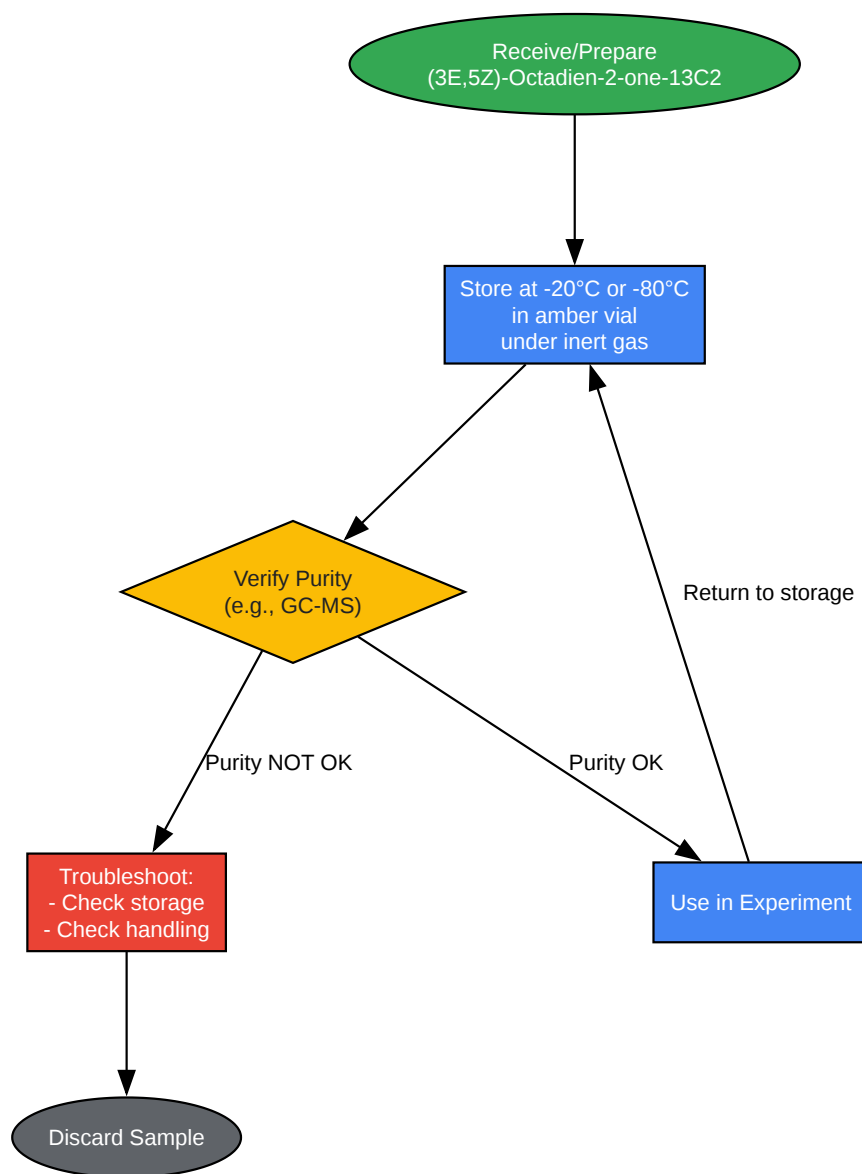 Receive/Prepare
(3E,5Z)-Octadien-2-one-13C2
Store at -20°C or -80°C
in amber vial
under inert gas
Verify Purity
(e.g., GC-MS)
Return to storage
Purity NOT OK
Purity OK
Troubleshoot:
- Check storage
- Check handling
Use in Experiment
Discard Sample